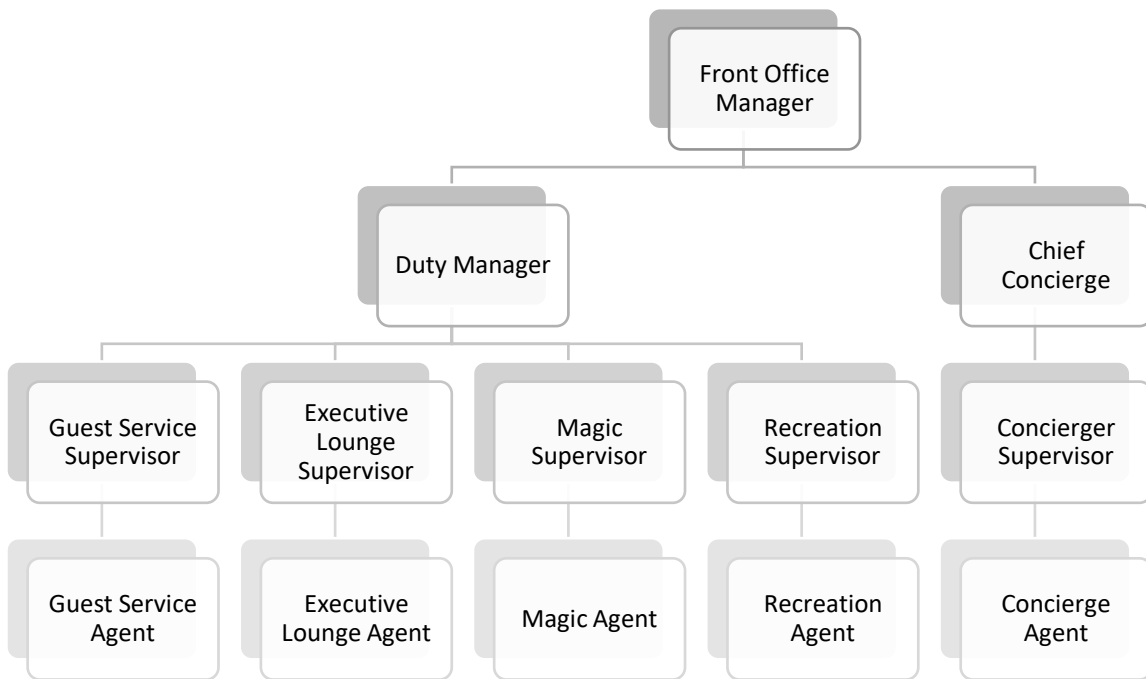 Front Office
Manager
Duty Manager
Chief
Concierge
Guest Service
Supervisor
Executive
Lounge
Supervisor
Magic
Supervisor
Recreation
Supervisor
Concierger
Supervisor
Guest Service
Agent
Executive
Lounge Agent
Magic Agent
Recreation
Agent
Concierge
Agent